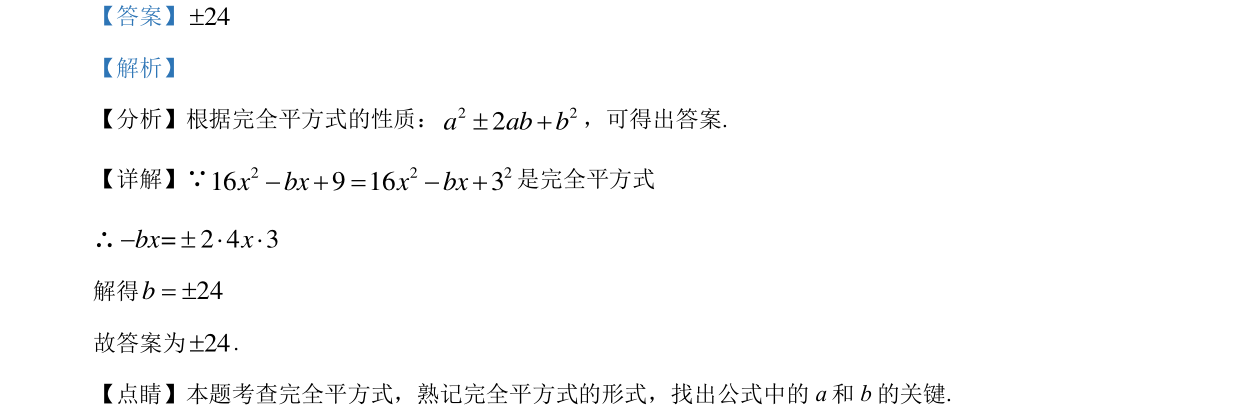 【答案】±24
【解析】
【分析】根据完全平方式的性质：a² ± 2ab + b²，可得出答案.
【详解】∵16x² − bx + 9 = 16x² − bx + 3²是完全平方式
∴ −bx=± 2·4x·3
解得b = ±24
故答案为±24.
【点睛】本题考查完全平方式，熟记完全平方式的形式，找出公式中的 a 和 b 的关键.